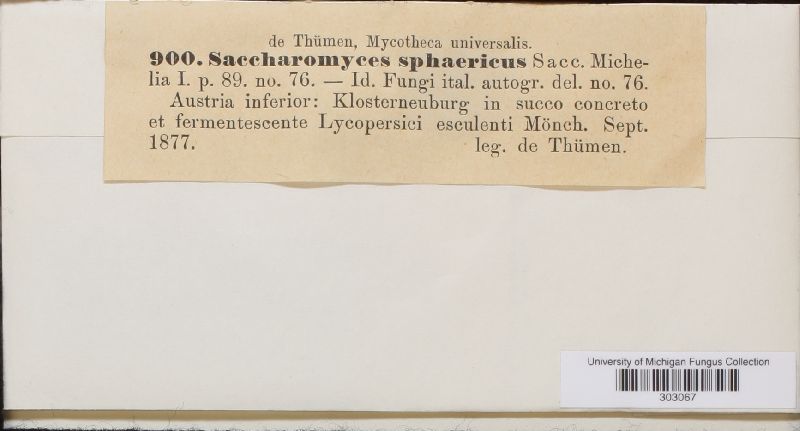 de Thümen, Mycotheca universalis.
900. Saccharomyces sphaericus Sacc. Miche-
lia I. p. 89. no. 76. — Id. Fungi ital. autogr. del. no. 76.
Austria inferior: Klosterneuburg in succo concreto
et fermentescente Lycopersici esculenti Mönch. Sept.
1877. leg. de Thümen.
University of Michigan Fungus Collection
303067